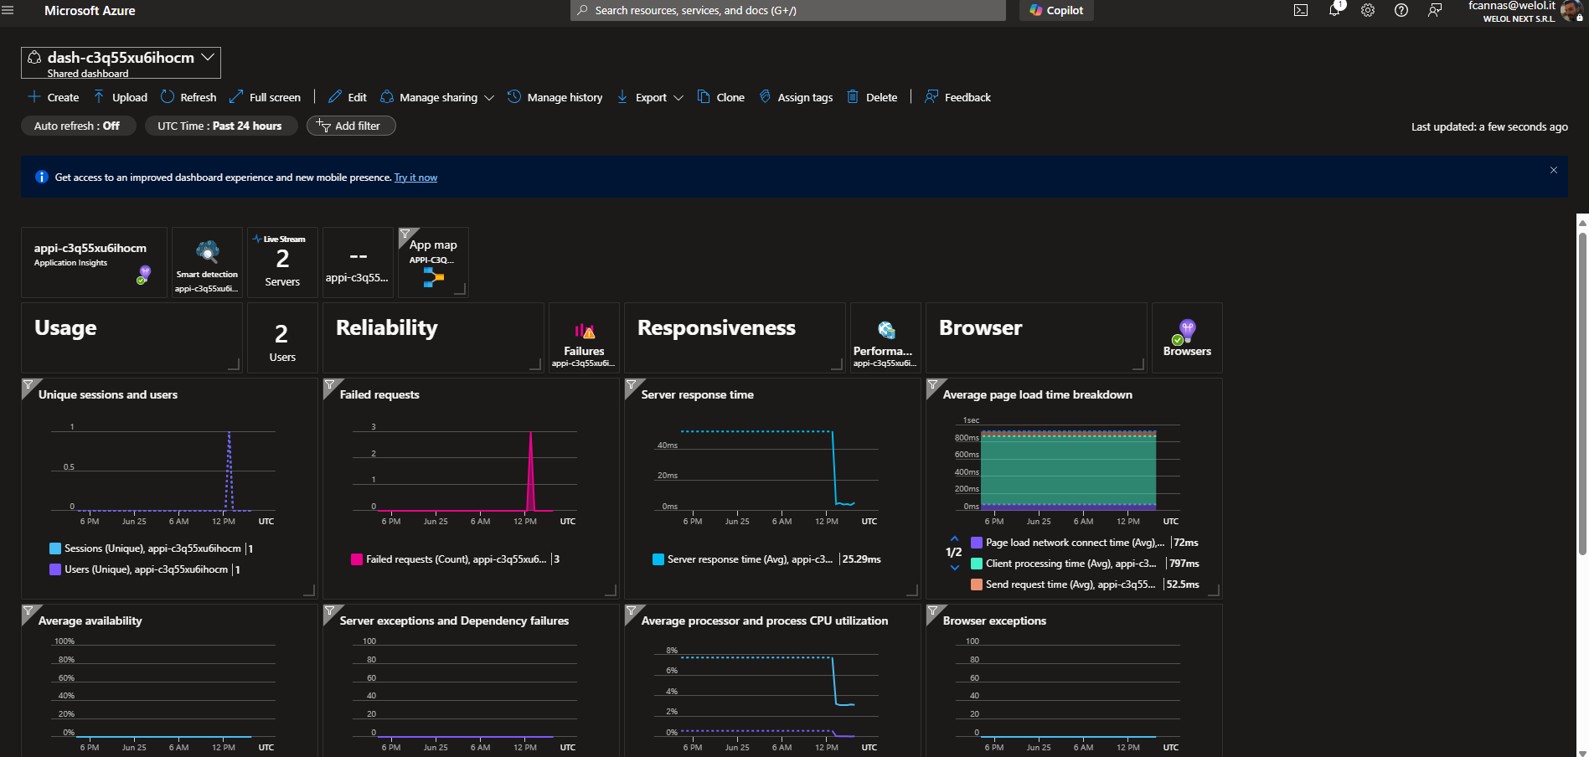 Microsoft Azure
Search resources, services, and docs (G+/)
Copilot
1
fcannas@welol.it
WELOL NEXT S.R.L.
dash-c3q55xu6ihocm
Shared dashboard
Create Upload Refresh Full screen Edit Manage sharing Manage history Export Clone Assign tags Delete Feedback
Auto refresh : Off UTC Time : Past 24 hours Add filter
Last updated: a few seconds ago
Get access to an improved dashboard experience and new mobile presence. Try it now
appi-c3q55xu6ihocm
Application Insights
Smart detection
appi-c3q55xu6i...
Live Stream
2
Servers
--
appi-c3q55...
App map
APPI-C3Q...
Usage
2
Users
Reliability
Failures
appi-c3q55xu6i...
Responsiveness
Performa...
appi-c3q55xu6i...
Browser
Browsers
Unique sessions and users
1
0.5
0
6 PM Jun 25 6 AM 12 PM UTC
Sessions (Unique), appi-c3q55xu6ihocm 1
Users (Unique), appi-c3q55xu6ihocm 1
Failed requests
3
2
1
0
6 PM Jun 25 6 AM 12 PM UTC
Failed requests (Count), appi-c3q55xu6... 3
Server response time
40ms
20ms
0ms
6 PM Jun 25 6 AM 12 PM UTC
Server response time (Avg), appi-c3... 25.29ms
Average page load time breakdown
1sec
800ms
600ms
400ms
200ms
0ms
6 PM Jun 25 6 AM 12 PM UTC
1/2
Page load network connect time (Avg),... 72ms
Client processing time (Avg), appi-c3... 797ms
Send request time (Avg), appi-c3q55... 52.5ms
Average availability
100%
80%
60%
40%
20%
0%
6 PM Jun 25 6 AM 12 PM UTC
Server exceptions and Dependency failures
100
80
60
40
20
0
6 PM Jun 25 6 AM 12 PM UTC
Average processor and process CPU utilization
8%
6%
4%
2%
0%
6 PM Jun 25 6 AM 12 PM UTC
Browser exceptions
100
80
60
40
20
0
6 PM Jun 25 6 AM 12 PM UTC